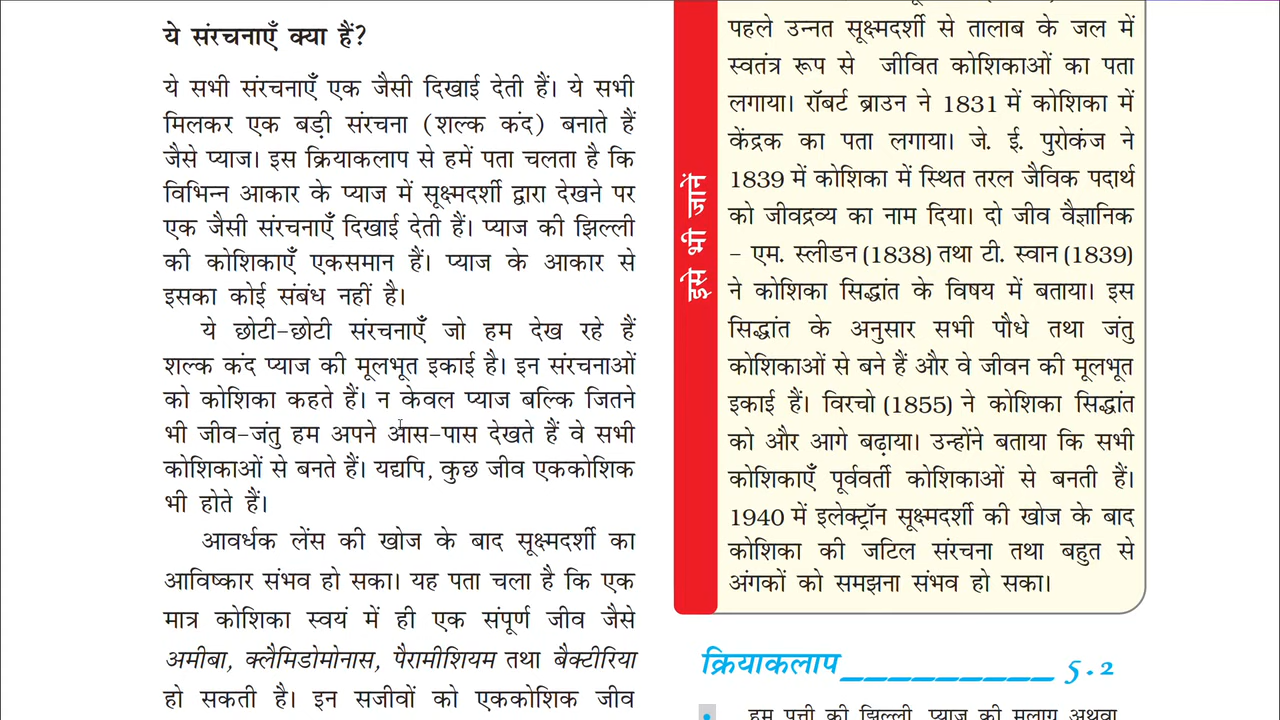 ये संरचनाएँ क्या हैं?
ये सभी संरचनाएँ एक जैसी दिखाई देती हैं। ये सभी
मिलकर एक बड़ी संरचना (शल्क कंद) बनाते हैं
जैसे प्याज। इस क्रियाकलाप से हमें पता चलता है कि
विभिन्न आकार के प्याज में सूक्ष्मदर्शी द्वारा देखने पर
एक जैसी संरचनाएँ दिखाई देती हैं। प्याज की झिल्ली
की कोशिकाएँ एकसमान हैं। प्याज के आकार से
इसका कोई संबंध नहीं है।
ये छोटी-छोटी संरचनाएँ जो हम देख रहे हैं
शल्क कंद प्याज की मूलभूत इकाई है। इन संरचनाओं
को कोशिका कहते हैं। न केवल प्याज बल्कि जितने
भी जीव-जंतु हम अपने आस-पास देखते हैं वे सभी
कोशिकाओं से बनते हैं। यद्यपि, कुछ जीव एककोशिक
भी होते हैं।
आवर्धक लेंस की खोज के बाद सूक्ष्मदर्शी का
आविष्कार संभव हो सका। यह पता चला है कि एक
मात्र कोशिका स्वयं में ही एक संपूर्ण जीव जैसे
अमीबा, क्लैमिडोमोनास, पैरामीशियम तथा बैक्टीरिया
हो सकती है। इन सजीवों को एककोशिक जीव
इसे भी जानें
पहले उन्नत सूक्ष्मदर्शी से तालाब के जल में
स्वतंत्र रूप से जीवित कोशिकाओं का पता
लगाया। रॉबर्ट ब्राउन ने 1831 में कोशिका में
केंद्रक का पता लगाया। जे. ई. पुरोकंज ने
1839 में कोशिका में स्थित तरल जैविक पदार्थ
को जीवद्रव्य का नाम दिया। दो जीव वैज्ञानिक
- एम. स्लीडन (1838) तथा टी. स्वान (1839)
ने कोशिका सिद्धांत के विषय में बताया। इस
सिद्धांत के अनुसार सभी पौधे तथा जंतु
कोशिकाओं से बने हैं और वे जीवन की मूलभूत
इकाई हैं। विरचो (1855) ने कोशिका सिद्धांत
को और आगे बढ़ाया। उन्होंने बताया कि सभी
कोशिकाएँ पूर्ववर्ती कोशिकाओं से बनती हैं।
1940 में इलेक्ट्रॉन सूक्ष्मदर्शी की खोज के बाद
कोशिका की जटिल संरचना तथा बहुत से
अंगकों को समझना संभव हो सका।
क्रियाकलाप_________ 5.2
• हम पत्ती की झिल्ली, प्याज की मूलाग्र अथवा